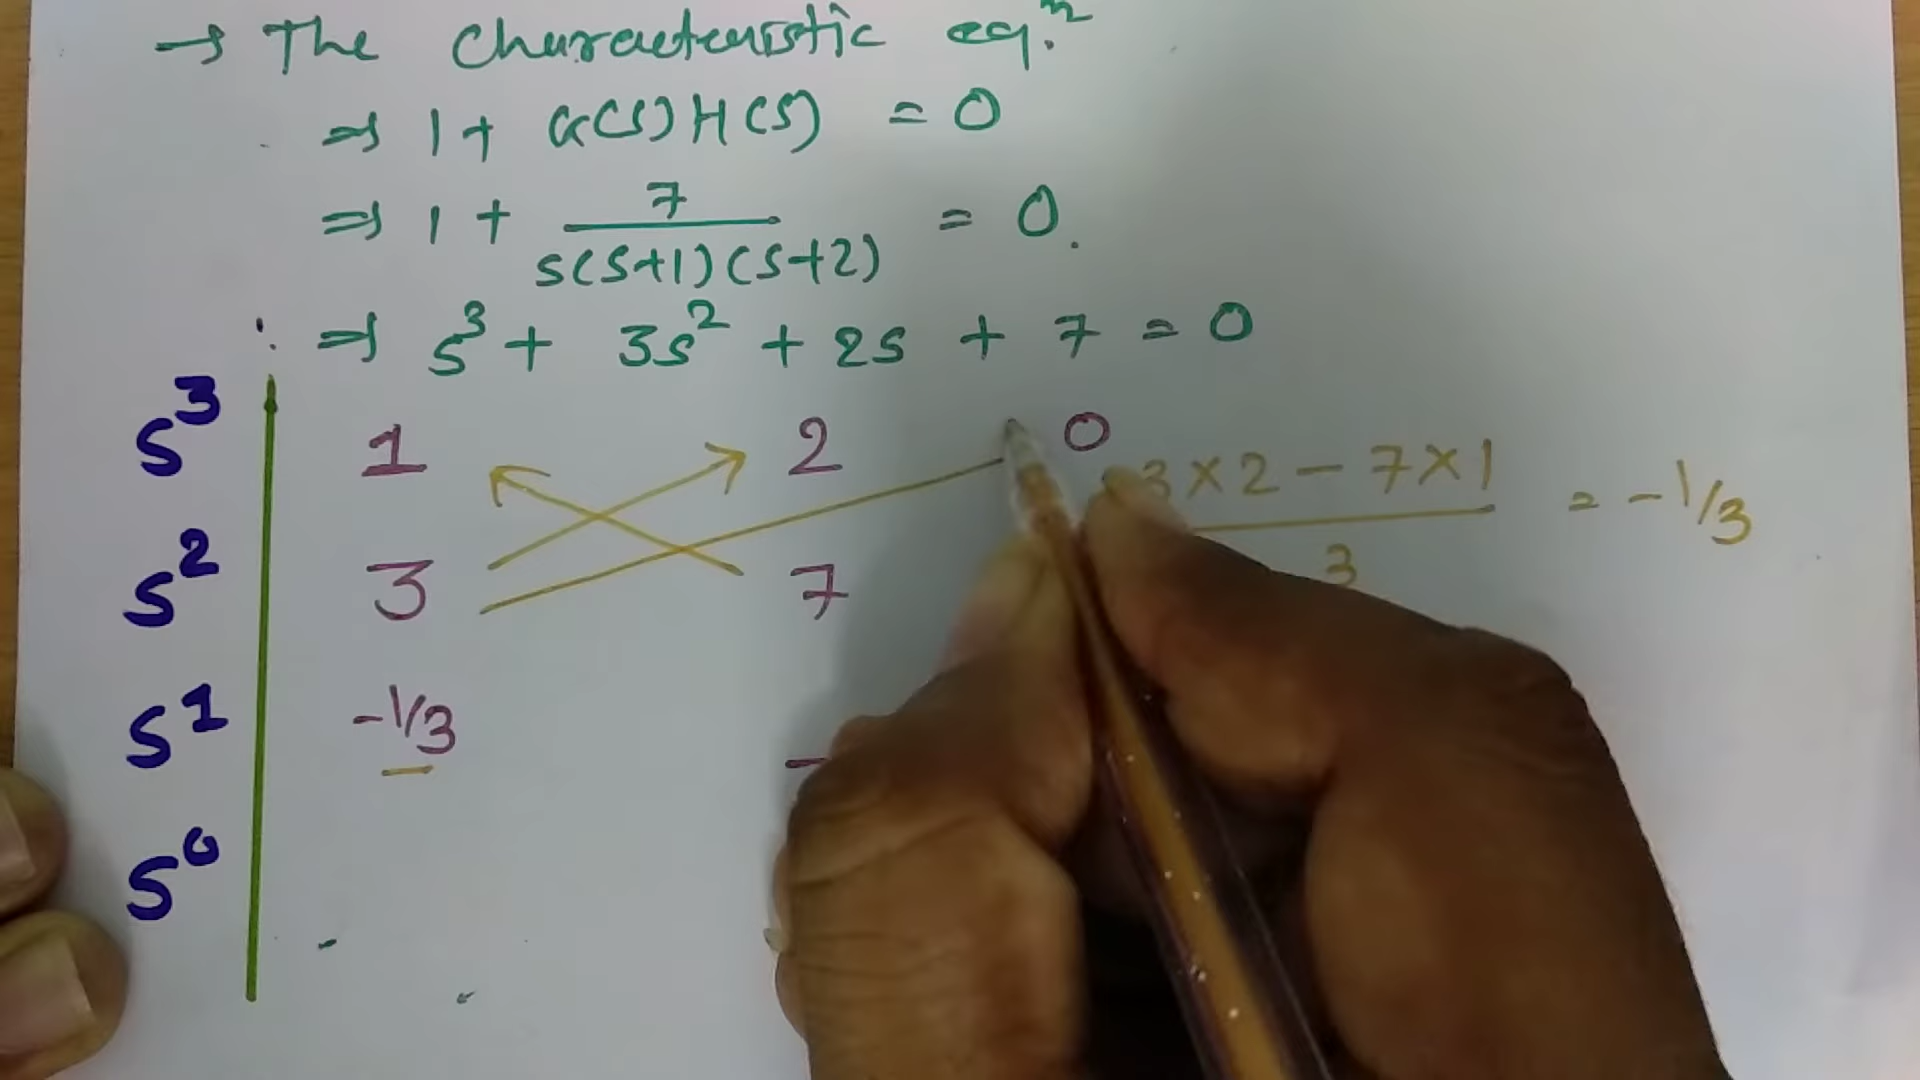 → The characteristic eq.ⁿ
⇒ 1 + G(S)H(S) = 0
⇒ 1 + 7/(s(s+1)(s+2)) = 0.
⇒ s³ + 3s² + 2s + 7 = 0
s³ 1 2 0
3×2 - 7×1 / 3 = -1/3
s² 3 7
s¹ -1/3
s⁰